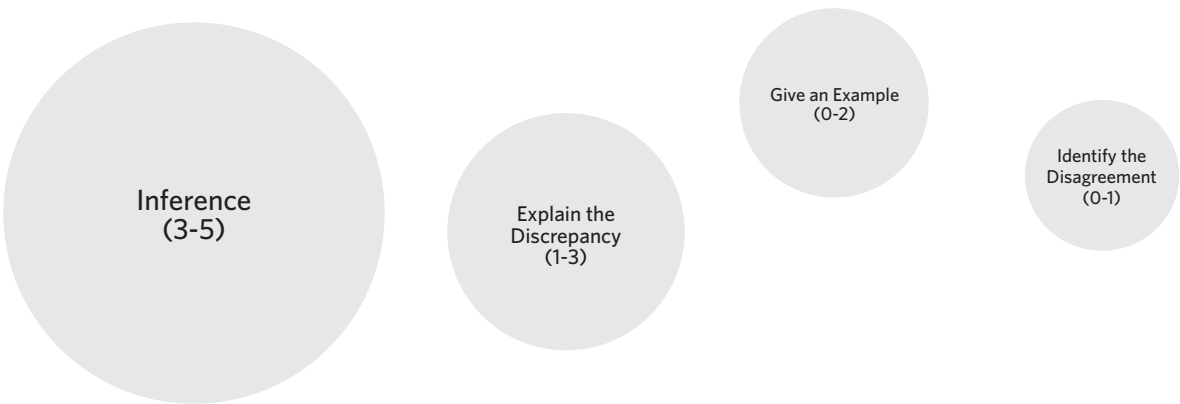 Inference
(3-5)
Explain the
Discrepancy
(1-3)
Give an Example
(0-2)
Identify the
Disagreement
(0-1)